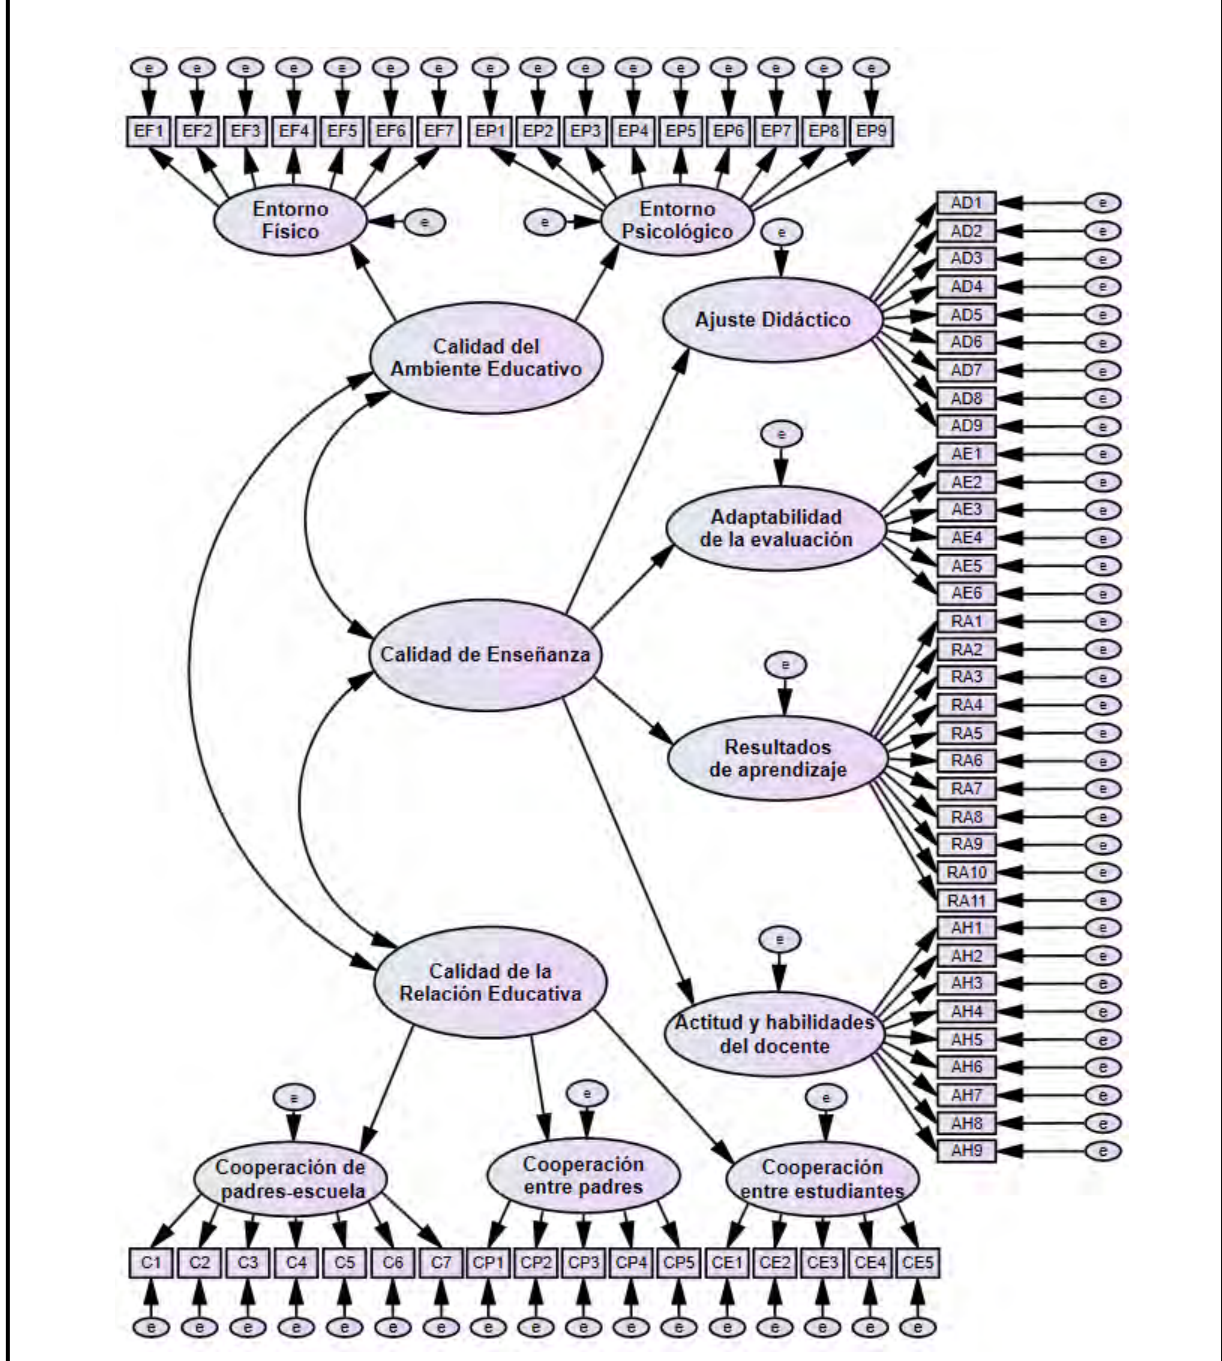 e e e e e e e e e e e e e e e e
EF1 EF2 EF3 EF4 EF5 EF6 EF7 EP1 EP2 EP3 EP4 EP5 EP6 EP7 EP8 EP9
Entorno
Físico
e
e
Entorno
Psicológico
e
Ajuste Didáctico
AD1 e
AD2 e
AD3 e
AD4 e
AD5 e
AD6 e
AD7 e
AD8 e
AD9 e
Calidad del
Ambiente Educativo
e
Adaptabilidad
de la evaluación
AE1 e
AE2 e
AE3 e
AE4 e
AE5 e
AE6 e
Calidad de Enseñanza
e
Resultados
de aprendizaje
RA1 e
RA2 e
RA3 e
RA4 e
RA5 e
RA6 e
RA7 e
RA8 e
RA9 e
RA10 e
RA11 e
Calidad de la
Relación Educativa
e
Actitud y habilidades
del docente
AH1 e
AH2 e
AH3 e
AH4 e
AH5 e
AH6 e
AH7 e
AH8 e
AH9 e
e
Cooperación de
padres-escuela
e
Cooperación
entre padres
e
Cooperación
entre estudiantes
C1 C2 C3 C4 C5 C6 C7 CP1 CP2 CP3 CP4 CP5 CE1 CE2 CE3 CE4 CE5
e e e e e e e e e e e e e e e e e